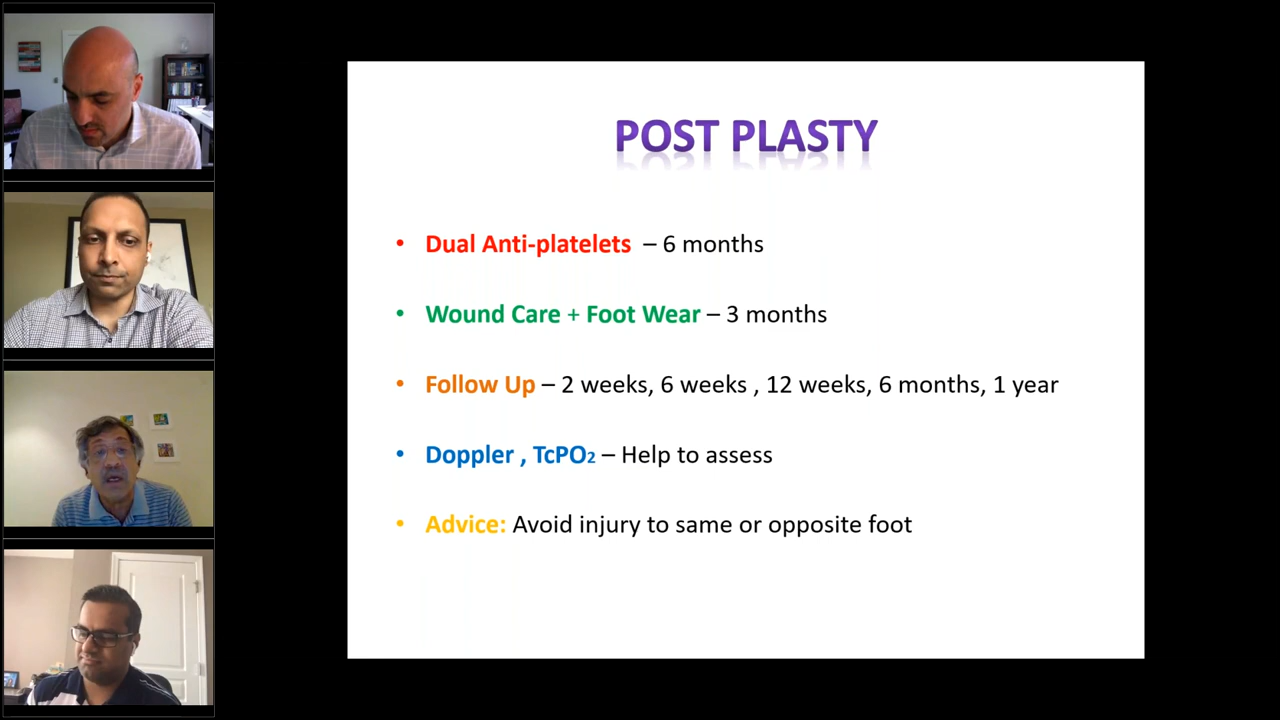 POST PLASTY
• Dual Anti-platelets – 6 months
• Wound Care + Foot Wear – 3 months
• Follow Up – 2 weeks, 6 weeks , 12 weeks, 6 months, 1 year
• Doppler , TcPO₂ – Help to assess
• Advice: Avoid injury to same or opposite foot